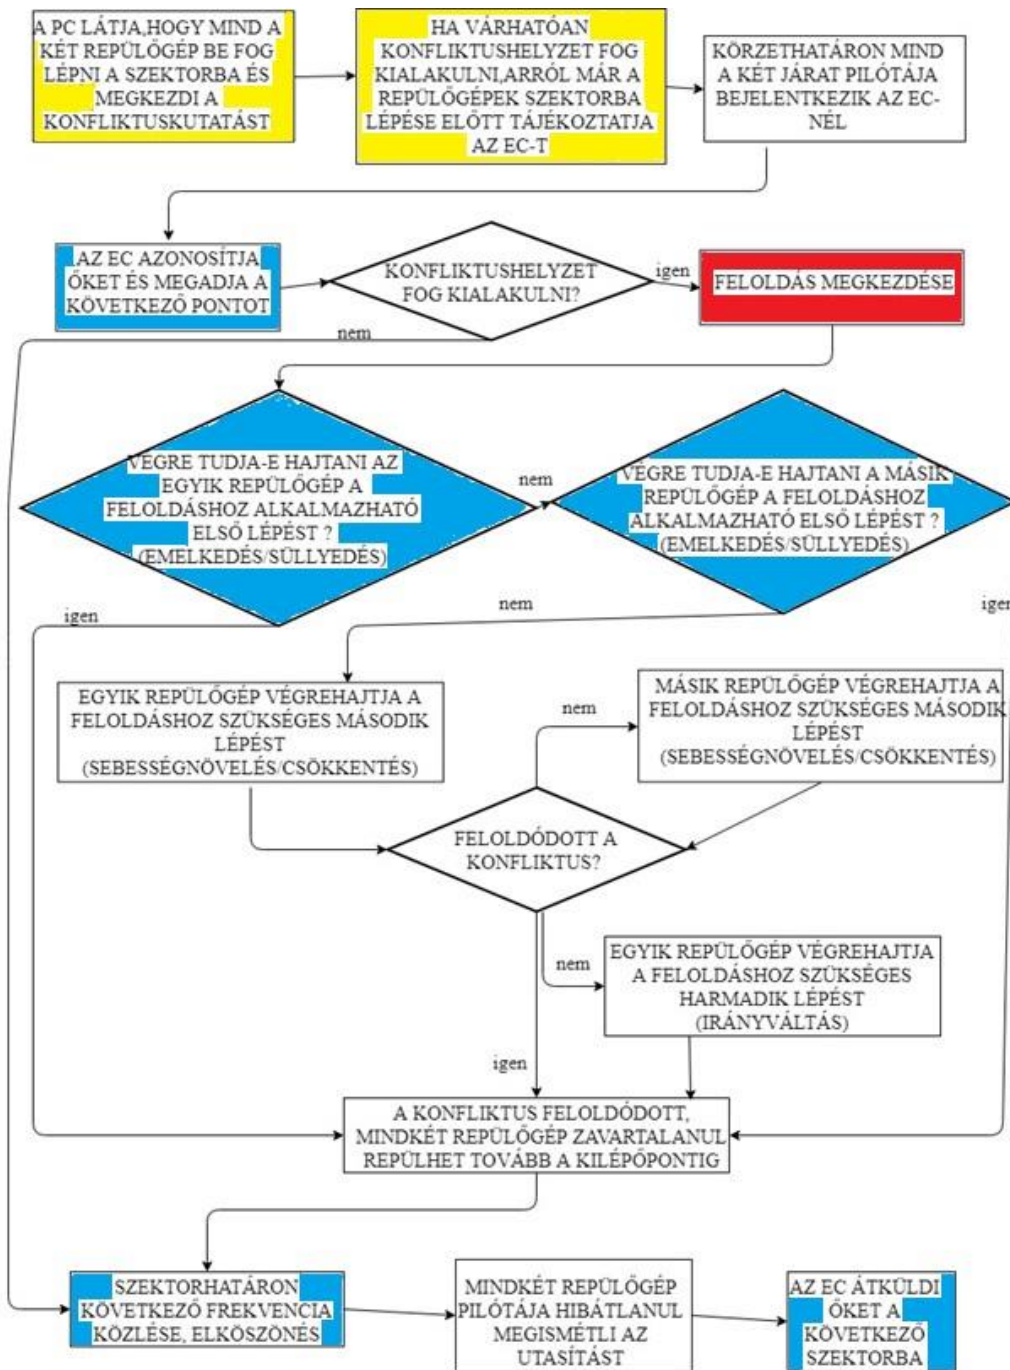 A PC LÁTJA,HOGY MIND A
KÉT REPÜLŐGÉP BE FOG
LÉPNI A SZEKTORBA ÉS
MEGKEZDI A
KONFLIKTUSKUTATÁST
HA VÁRHATÓAN
KONFLIKTUSHELYZET FOG
KIALAKULNI,ARRÓL MÁR A
REPÜLŐGÉPEK SZEKTORBA
LÉPÉSE ELŐTT TÁJÉKOZTATJA
AZ EC-T
KÖRZETHATÁRON MIND
A KÉT JÁRAT PILÓTÁJA
BEJELENTKEZIK AZ EC-
NÉL
AZ EC AZONOSÍTJA
ŐKET ÉS MEGADJA A
KÖVETKEZŐ PONTOT
KONFLIKTUSHELYZET
FOG KIALAKULNI?
igen
FELOLDÁS MEGKEZDÉSE
nem
VÉGRE TUDJA-E HAJTANI AZ
EGYIK REPÜLŐGÉP A
FELOLDÁSHOZ ALKALMAZHATÓ
ELSŐ LÉPÉST ?
(EMELKEDÉS/SÜLLYEDÉS)
nem
VÉGRE TUDJA-E HAJTANI A MÁSIK
REPÜLŐGÉP A FELOLDÁSHOZ
ALKALMAZHATÓ ELSŐ LÉPÉST ?
(EMELKEDÉS/SÜLLYEDÉS)
igen
nem
igen
EGYIK REPÜLŐGÉP VÉGREHAJTJA A
FELOLDÁSHOZ SZÜKSÉGES MÁSODIK
LÉPÉST
(SEBESSÉGNÖVELÉS/CSÖKKENTÉS)
nem
MÁSIK REPÜLŐGÉP VÉGREHAJTJA A
FELOLDÁSHOZ SZÜKSÉGES MÁSODIK
LÉPÉST
(SEBESSÉGNÖVELÉS/CSÖKKENTÉS)
FELOLDÓDOTT A
KONFLIKTUS?
nem
EGYIK REPÜLŐGÉP VÉGREHAJTJA
A FELOLDÁSHOZ SZÜKSÉGES
HARMADIK LÉPÉST
(IRÁNYVÁLTÁS)
igen
A KONFLIKTUS FELOLDÓDOTT,
MINDKÉT REPÜLŐGÉP ZAVARTALANUL
REPÜLHET TOVÁBB A KILÉPŐPONTIG
SZEKTORHATÁRON
KÖVETKEZŐ FREKVENCIA
KÖZLÉSE, ELKÖSZÖNÉS
MINDKÉT REPÜLŐGÉP
PILÓTÁJA HIBÁTLANUL
MEGISMÉTLI AZ
UTASÍTÁST
AZ EC ÁTKÜLDI
ŐKET A
KÖVETKEZŐ
SZEKTORBA